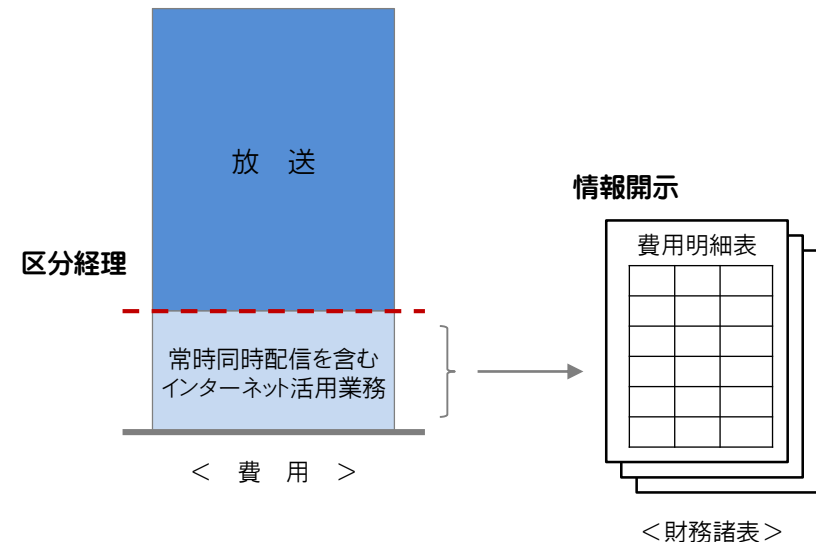 放　送
情報開示
費用明細表
区分経理
常時同時配信を含む
インターネット活用業務
＜　費　用　＞
＜財務諸表＞